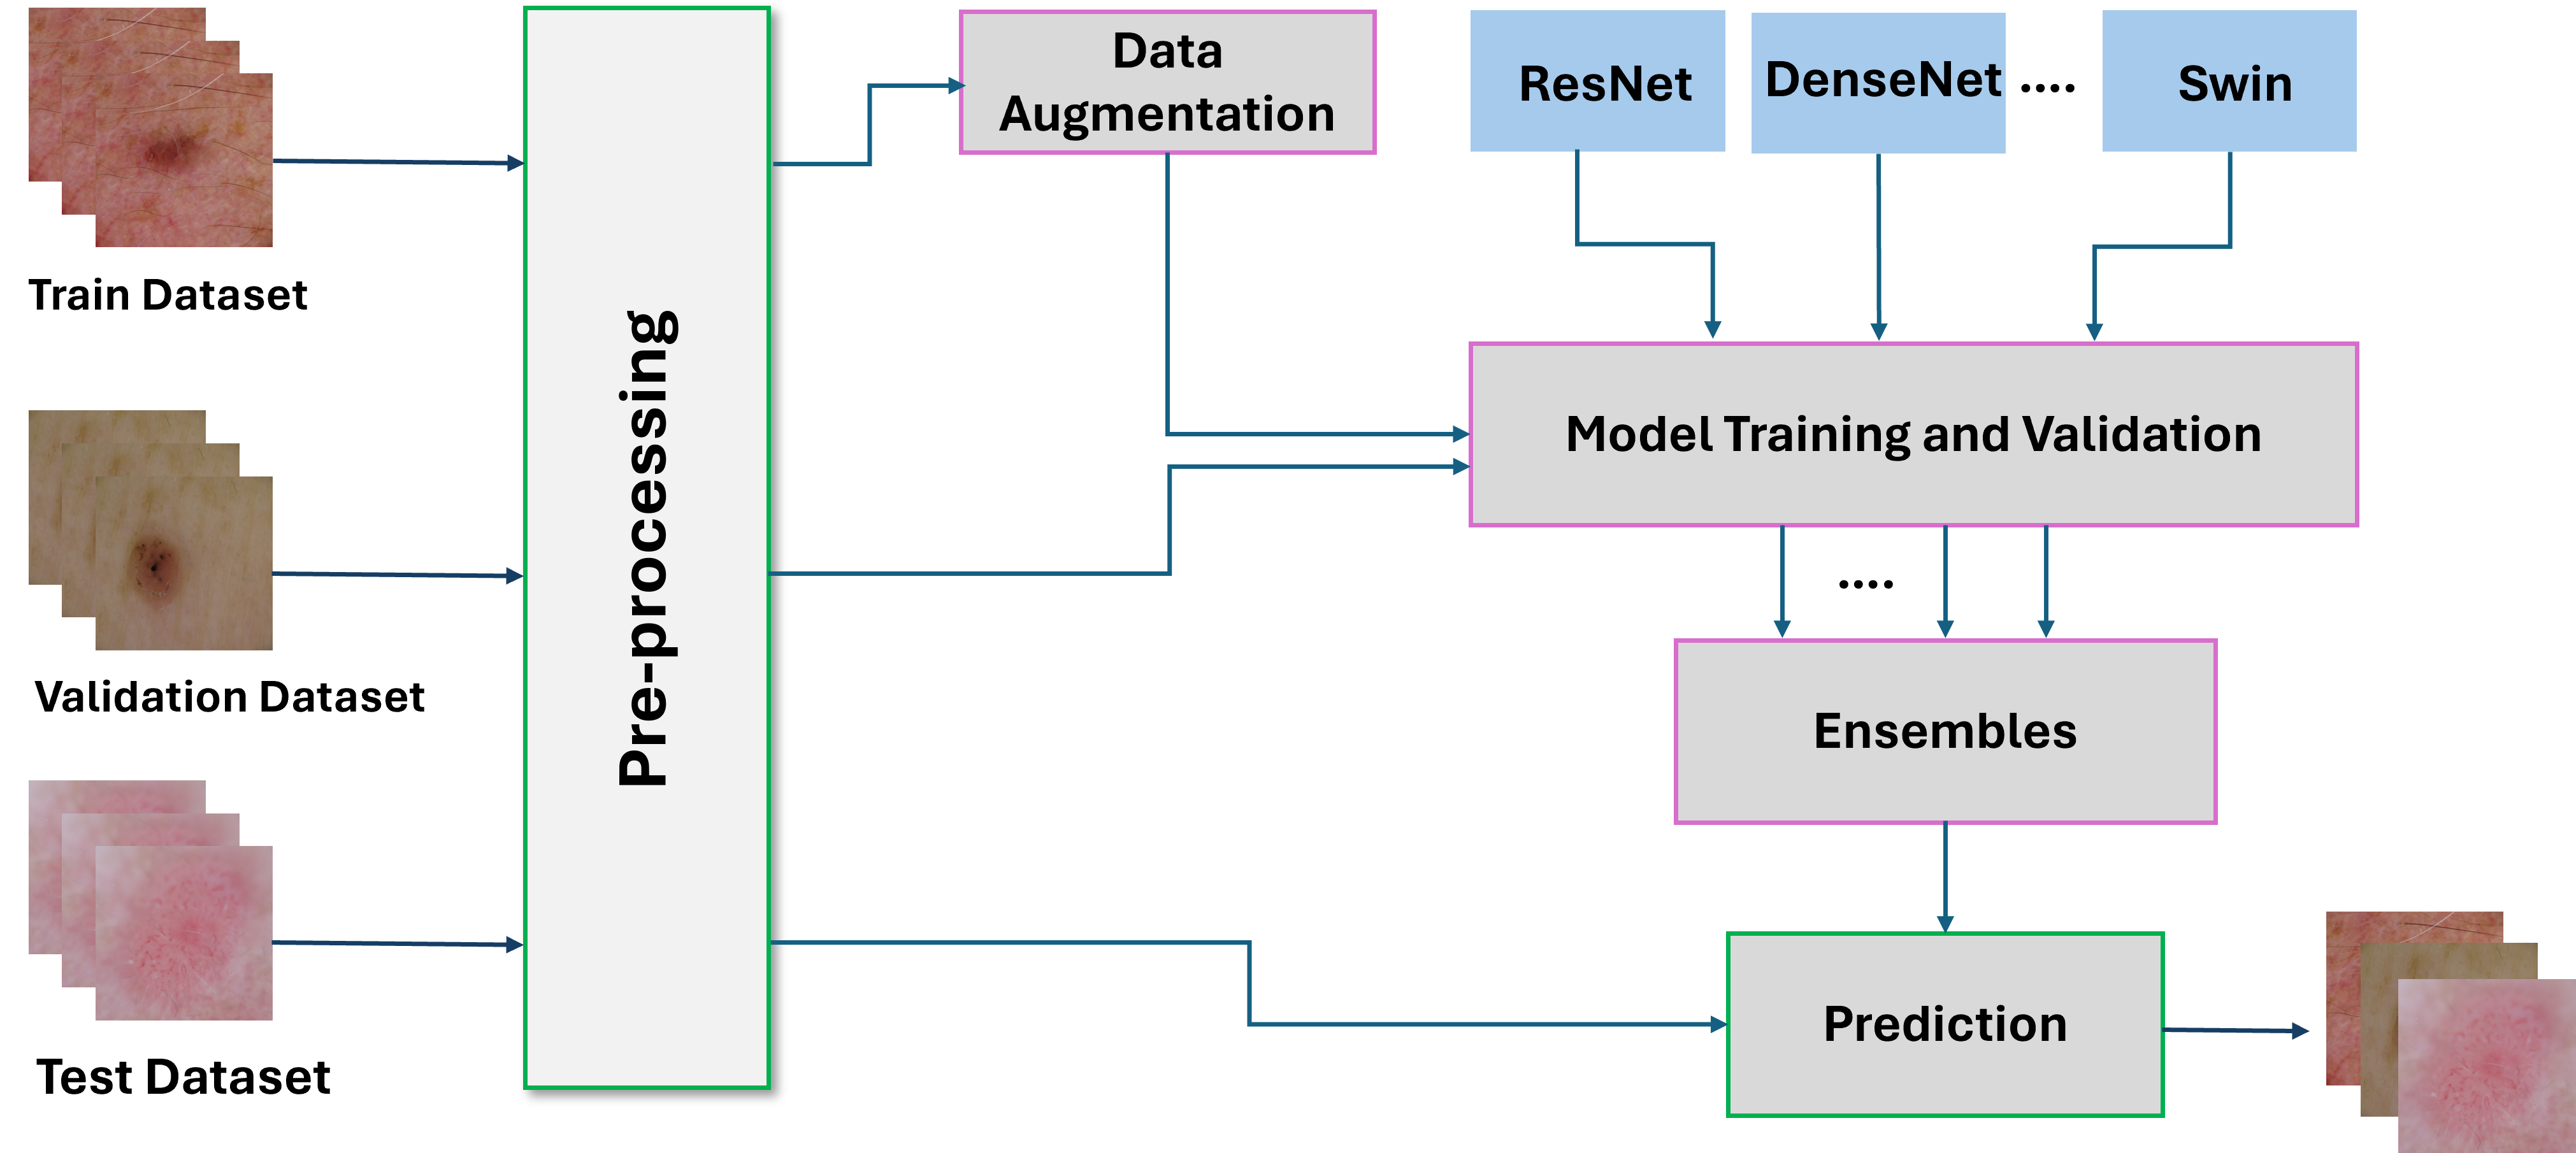 Data
Augmentation
ResNet
DenseNet
....
Swin
Train Dataset
Pre-processing
Model Training and Validation
....
Validation Dataset
Ensembles
Prediction
Test Dataset